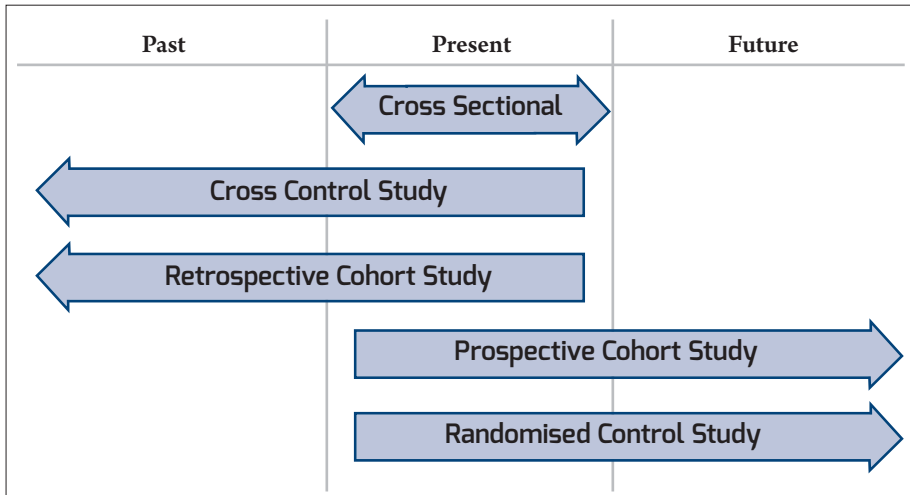 Past Present Future
Cross Sectional
Cross Control Study
Retrospective Cohort Study
Prospective Cohort Study
Randomised Control Study